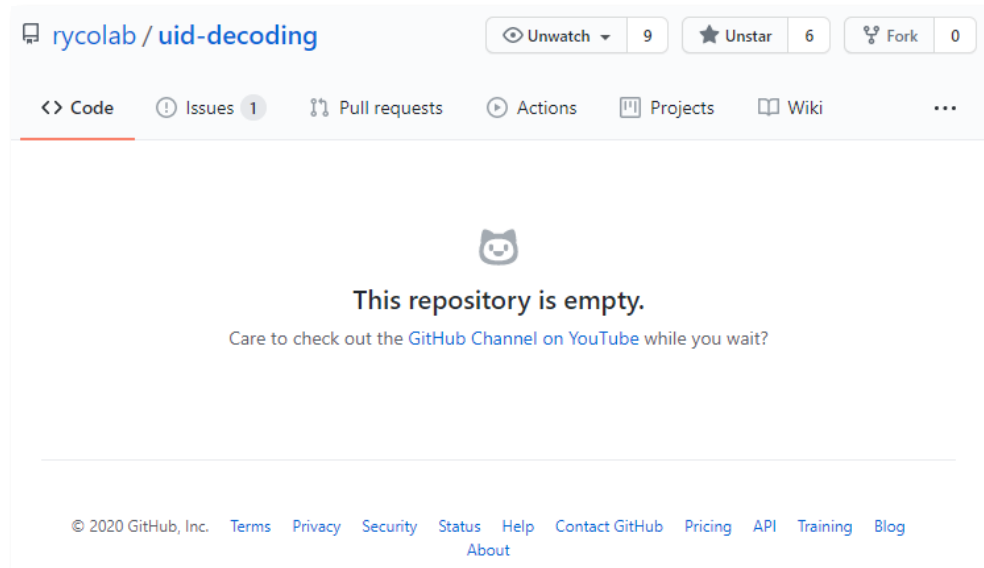 rycolab / uid-decoding Unwatch 9 Unstar 6 Fork 0
Code Issues 1 Pull requests Actions Projects Wiki ...
This repository is empty.
Care to check out the GitHub Channel on YouTube while you wait?
© 2020 GitHub, Inc. Terms Privacy Security Status Help Contact GitHub Pricing API Training Blog
About